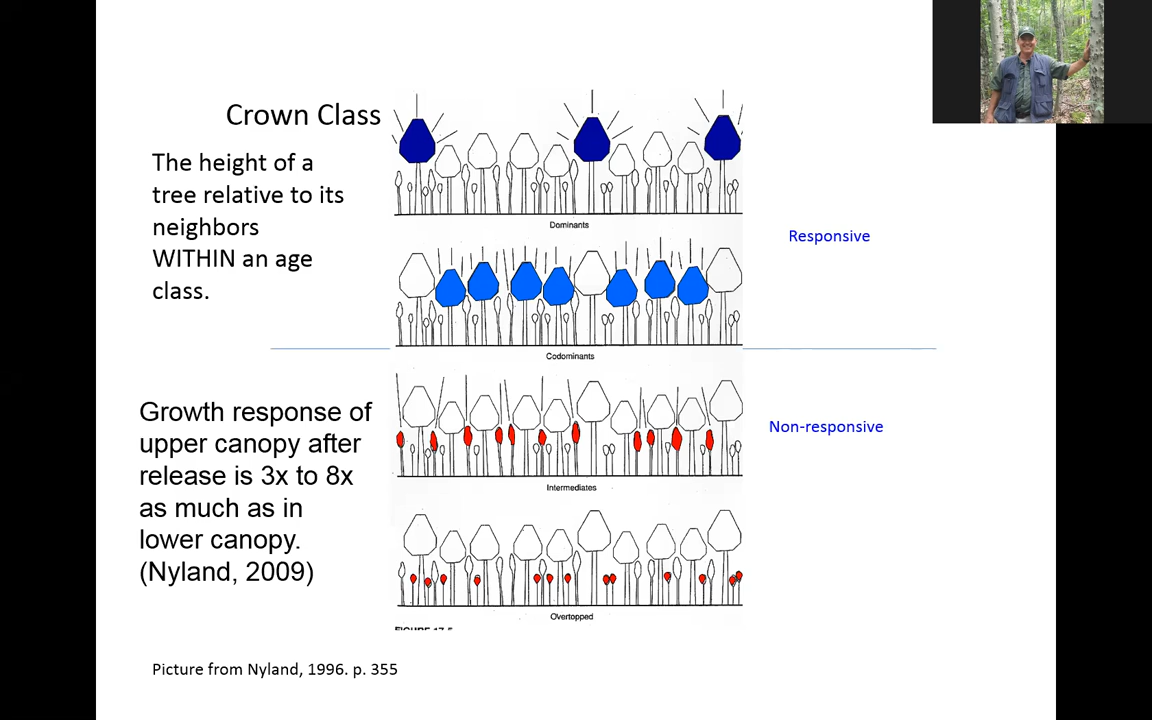 Crown Class
The height of a
tree relative to its
neighbors
WITHIN an age
class.
Dominants
Responsive
Codominants
Growth response of
upper canopy after
release is 3x to 8x
as much as in
lower canopy.
(Nyland, 2009)
Non-responsive
Intermediates
Overtopped
Picture from Nyland, 1996. p. 355